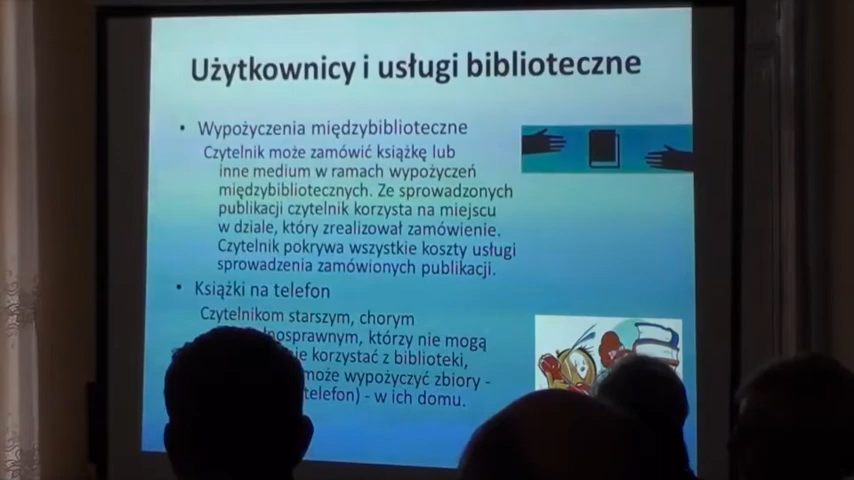 Użytkownicy i usługi biblioteczne
• Wypożyczenia międzybiblioteczne
Czytelnik może zamówić książkę lub
inne medium w ramach wypożyczeń
międzybibliotecznych. Ze sprowadzonych
publikacji czytelnik korzysta na miejscu
w dziale, który zrealizował zamówienie.
Czytelnik pokrywa wszystkie koszty usługi
sprowadzenia zamówionych publikacji.
• Książki na telefon
Czytelnikom starszym, chorym
którzy nie mogą
korzystać z biblioteki,
może wypożyczyć zbiory -
telefon) - w ich domu.